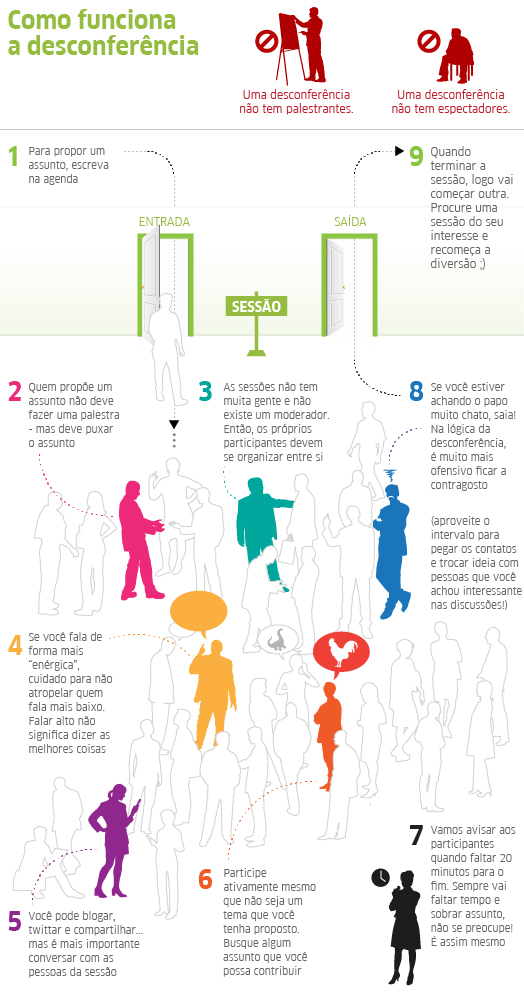 Como funciona
a desconferência
Uma desconferência
não tem palestrantes.
Uma desconferência
não tem espectadores.
1
Para propor um
assunto, escreva
na agenda
9
Quando
terminar a
sessão, logo vai
começar outra.
Procure uma
sessão do seu
interesse e
recomeça a
diversão ;)
ENTRADA
SAÍDA
SESSÃO
2
Quem propõe um
assunto não deve
fazer uma palestra
- mas deve puxar
o assunto
3
As sessões não tem
muita gente e não
existe um moderador.
Então, os próprios
participantes devem
se organizar entre si
8
Se você estiver
achando o papo
muito chato, saia!
Na lógica da
desconferência,
é muito mais
ofensivo ficar a
contragosto
(aproveite o
intervalo para
pegar os contatos
e trocar ideia com
pessoas que você
achou interessante
nas discussões!)
4
Se você fala de
forma mais
"enérgica",
cuidado para não
atropelar quem
fala mais baixo.
Falar alto não
significa dizer as
melhores coisas
5
Você pode blogar,
twittar e compartilhar...
mas é mais importante
conversar com as
pessoas da sessão
6
Participe
ativamente mesmo
que não seja um
tema que você
tenha proposto.
Busque algum
assunto que você
possa contribuir
7
Vamos avisar aos
participantes
quando faltar 20
minutos para o
fim. Sempre vai
faltar tempo e
sobrar assunto,
não se preocupe!
É assim mesmo